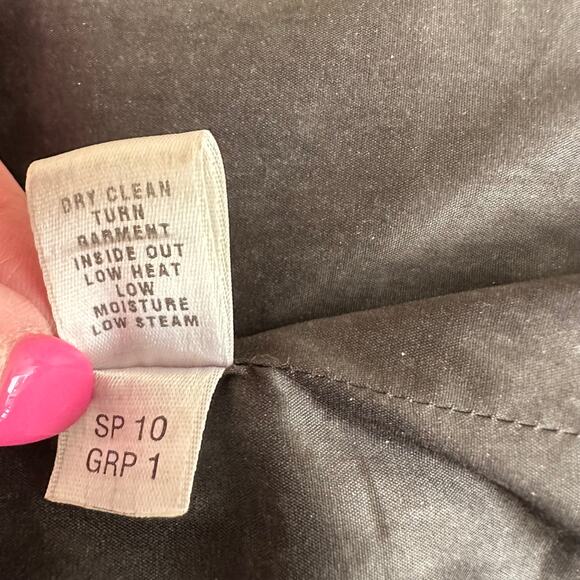 DRY CLEAN
TURN
GARMENT
INSIDE OUT
LOW HEAT
LOW
MOISTURE
LOW STEAM
SP 10
GRP 1